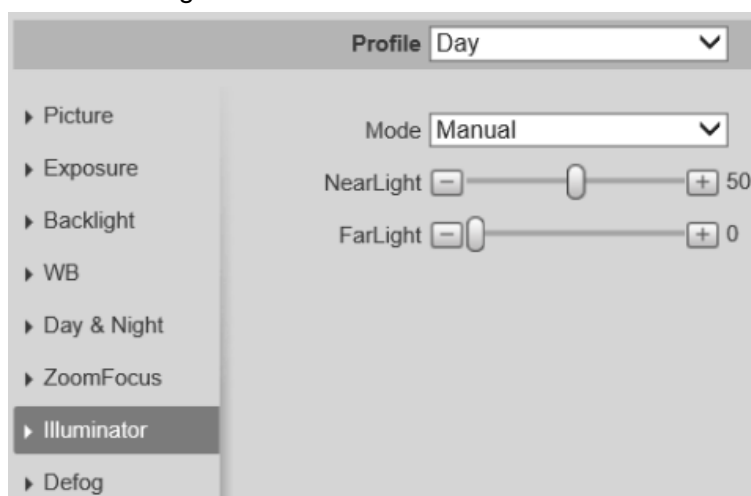 Profile Day
Picture
Mode Manual
Exposure
NearLight 50
Backlight
FarLight 0
WB
Day & Night
ZoomFocus
Illuminator
Defog